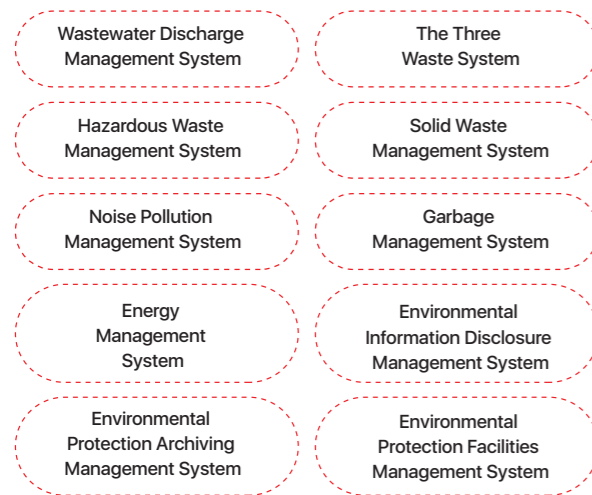 Wastewater Discharge
Management System
The Three
Waste System
Hazardous Waste
Management System
Solid Waste
Management System
Noise Pollution
Management System
Garbage
Management System
Energy
Management
System
Environmental
Information Disclosure
Management System
Environmental
Protection Archiving
Management System
Environmental
Protection Facilities
Management System